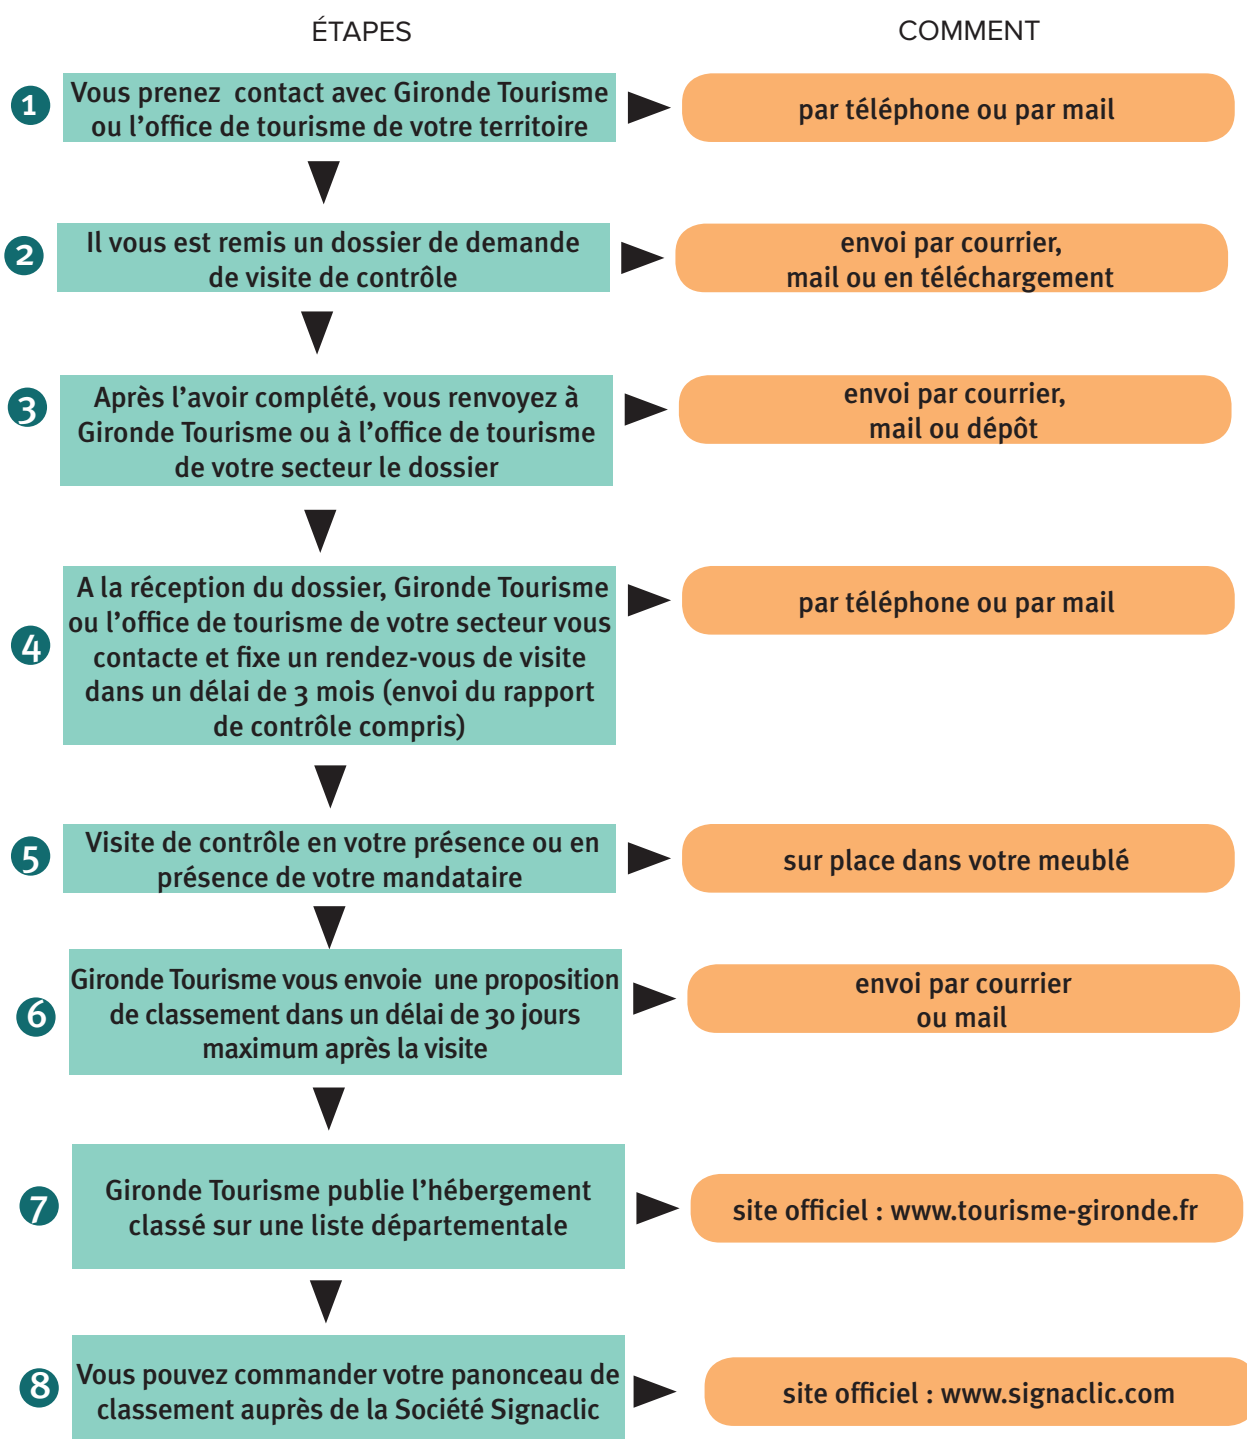 ÉTAPES
COMMENT
1
Vous prenez contact avec Gironde Tourisme
ou l'office de tourisme de votre territoire
par téléphone ou par mail
2
Il vous est remis un dossier de demande
de visite de contrôle
envoi par courrier,
mail ou en téléchargement
3
Après l'avoir complété, vous renvoyez à
Gironde Tourisme ou à l'office de tourisme
de votre secteur le dossier
envoi par courrier,
mail ou dépôt
4
A la réception du dossier, Gironde Tourisme
ou l'office de tourisme de votre secteur vous
contacte et fixe un rendez-vous de visite
dans un délai de 3 mois (envoi du rapport
de contrôle compris)
par téléphone ou par mail
5
Visite de contrôle en votre présence ou en
présence de votre mandataire
sur place dans votre meublé
6
Gironde Tourisme vous envoie une proposition
de classement dans un délai de 30 jours
maximum après la visite
envoi par courrier
ou mail
7
Gironde Tourisme publie l'hébergement
classé sur une liste départementale
site officiel : www.tourisme-gironde.fr
8
Vous pouvez commander votre panonceau de
classement auprès de la Société Signaclic
site officiel : www.signaclic.com